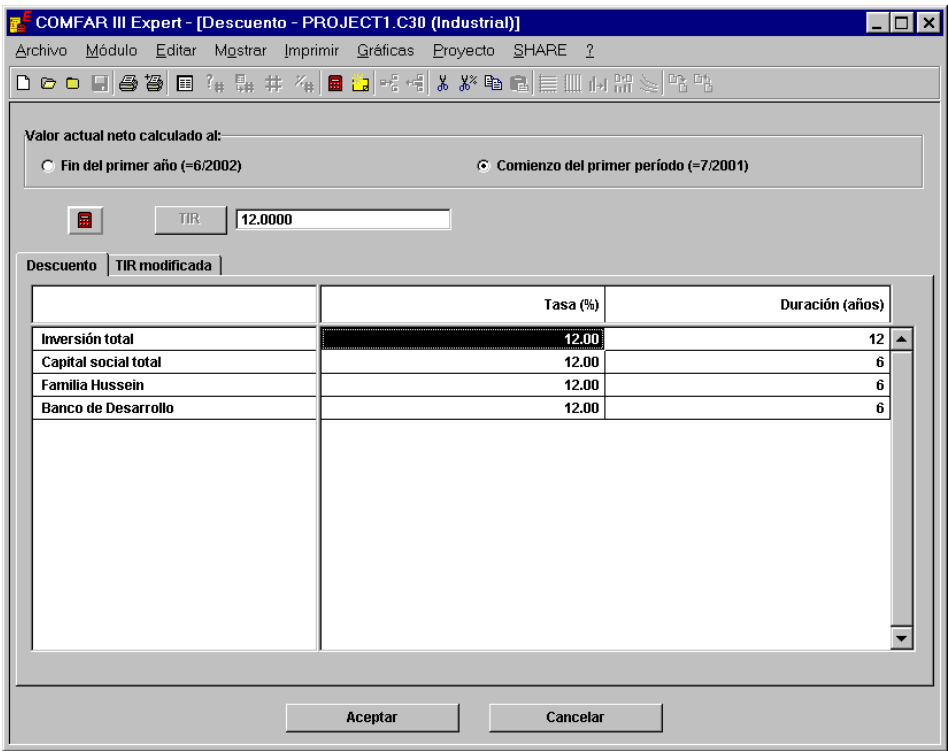 COMFAR III Expert - [Descuento - PROJECT1.C30 (Industrial)]
Archivo Módulo Editar Mostrar Imprimir Gráficas Proyecto SHARE ?
Valor actual neto calculado al:
Fin del primer año (=6/2002) Comienzo del primer período (=7/2001)
TIR 12.0000
Descuento TIR modificada
Tasa (%) Duración (años)
Inversión total 12.00 12
Capital social total 12.00 6
Familia Hussein 12.00 6
Banco de Desarrollo 12.00 6
Aceptar Cancelar